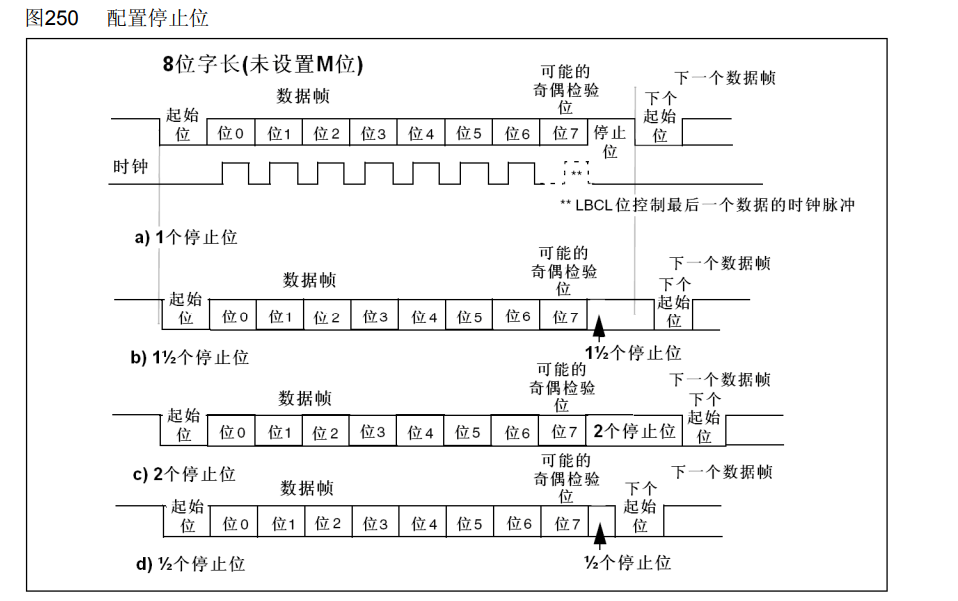 图250 配置停止位
8位字长(未设置M位)
数据帧
可能的
奇偶检验
位
下一个数据帧
起始
位
位0 位1 位2 位3 位4 位5 位6 位7
停止
位
下个
起始
位
时钟
**
** LBCL位控制最后一个数据的时钟脉冲
a) 1个停止位
数据帧
可能的
奇偶检验
位
下一个数据帧
起始
位
位0 位1 位2 位3 位4 位5 位6 位7
下个
起始
位
b) 1½个停止位
1½个停止位
数据帧
可能的
奇偶检验
位
下一个数据帧
起始
位
位0 位1 位2 位3 位4 位5 位6 位7
2个停止位
下个
起始
位
c) 2个停止位
数据帧
可能的
奇偶检验
位
下一个数据帧
起始
位
位0 位1 位2 位3 位4 位5 位6 位7
下个
起始
位
d) ½个停止位
½个停止位